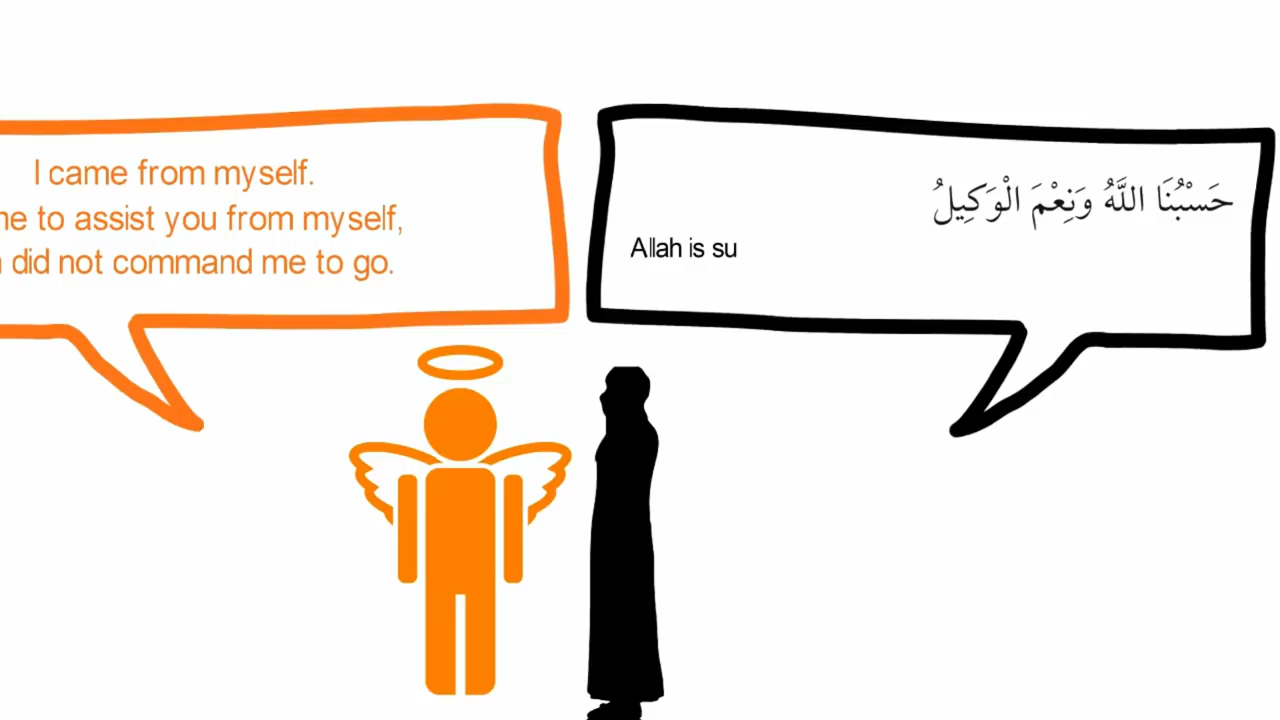 I came from myself.
to assist you from myself,
did not command me to go.
حَسْبُنَا اللَّهُ وَنِعْمَ الْوَكِيلُ
Allah is su